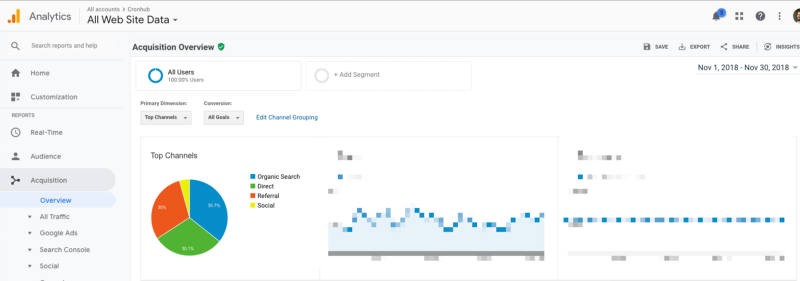 Analytics
All accounts > Cronhub
All Web Site Data
Search reports and help
Acquisition Overview
SAVE
EXPORT
SHARE
INSIGHTS
Home
Customization
REPORTS
Real-Time
Audience
Acquisition
Overview
All Traffic
Google Ads
Search Console
Social
All Users
100.00% Users
+ Add Segment
Nov 1, 2018 - Nov 30, 2018
Primary Dimension:
Conversion:
Top Channels
All Goals
Edit Channel Grouping
Top Channels
Organic Search
Direct
Referral
Social
30%
30.1%